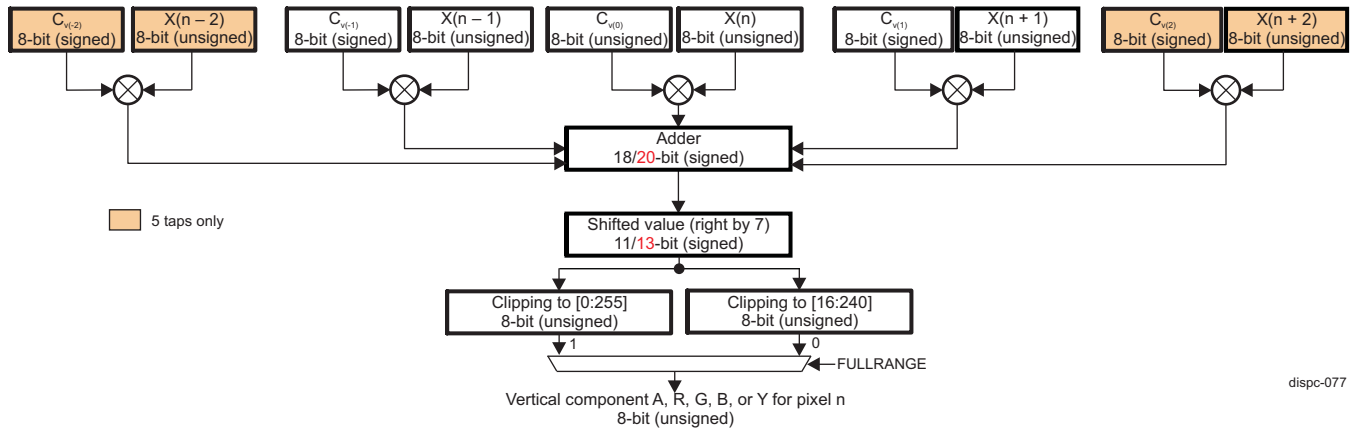 Cv(-2)
8-bit (signed)
X(n – 2)
8-bit (unsigned)
Cv(-1)
8-bit (signed)
X(n – 1)
8-bit (unsigned)
Cv(0)
8-bit (signed)
X(n)
8-bit (unsigned)
Cv(1)
8-bit (signed)
X(n + 1)
8-bit (unsigned)
Cv(2)
8-bit (signed)
X(n + 2)
8-bit (unsigned)
Adder
18/20-bit (signed)
5 taps only
Shifted value (right by 7)
11/13-bit (signed)
Clipping to [0:255]
8-bit (unsigned)
Clipping to [16:240]
8-bit (unsigned)
1
0
FULLRANGE
dispc-077
Vertical component A, R, G, B, or Y for pixel n
8-bit (unsigned)